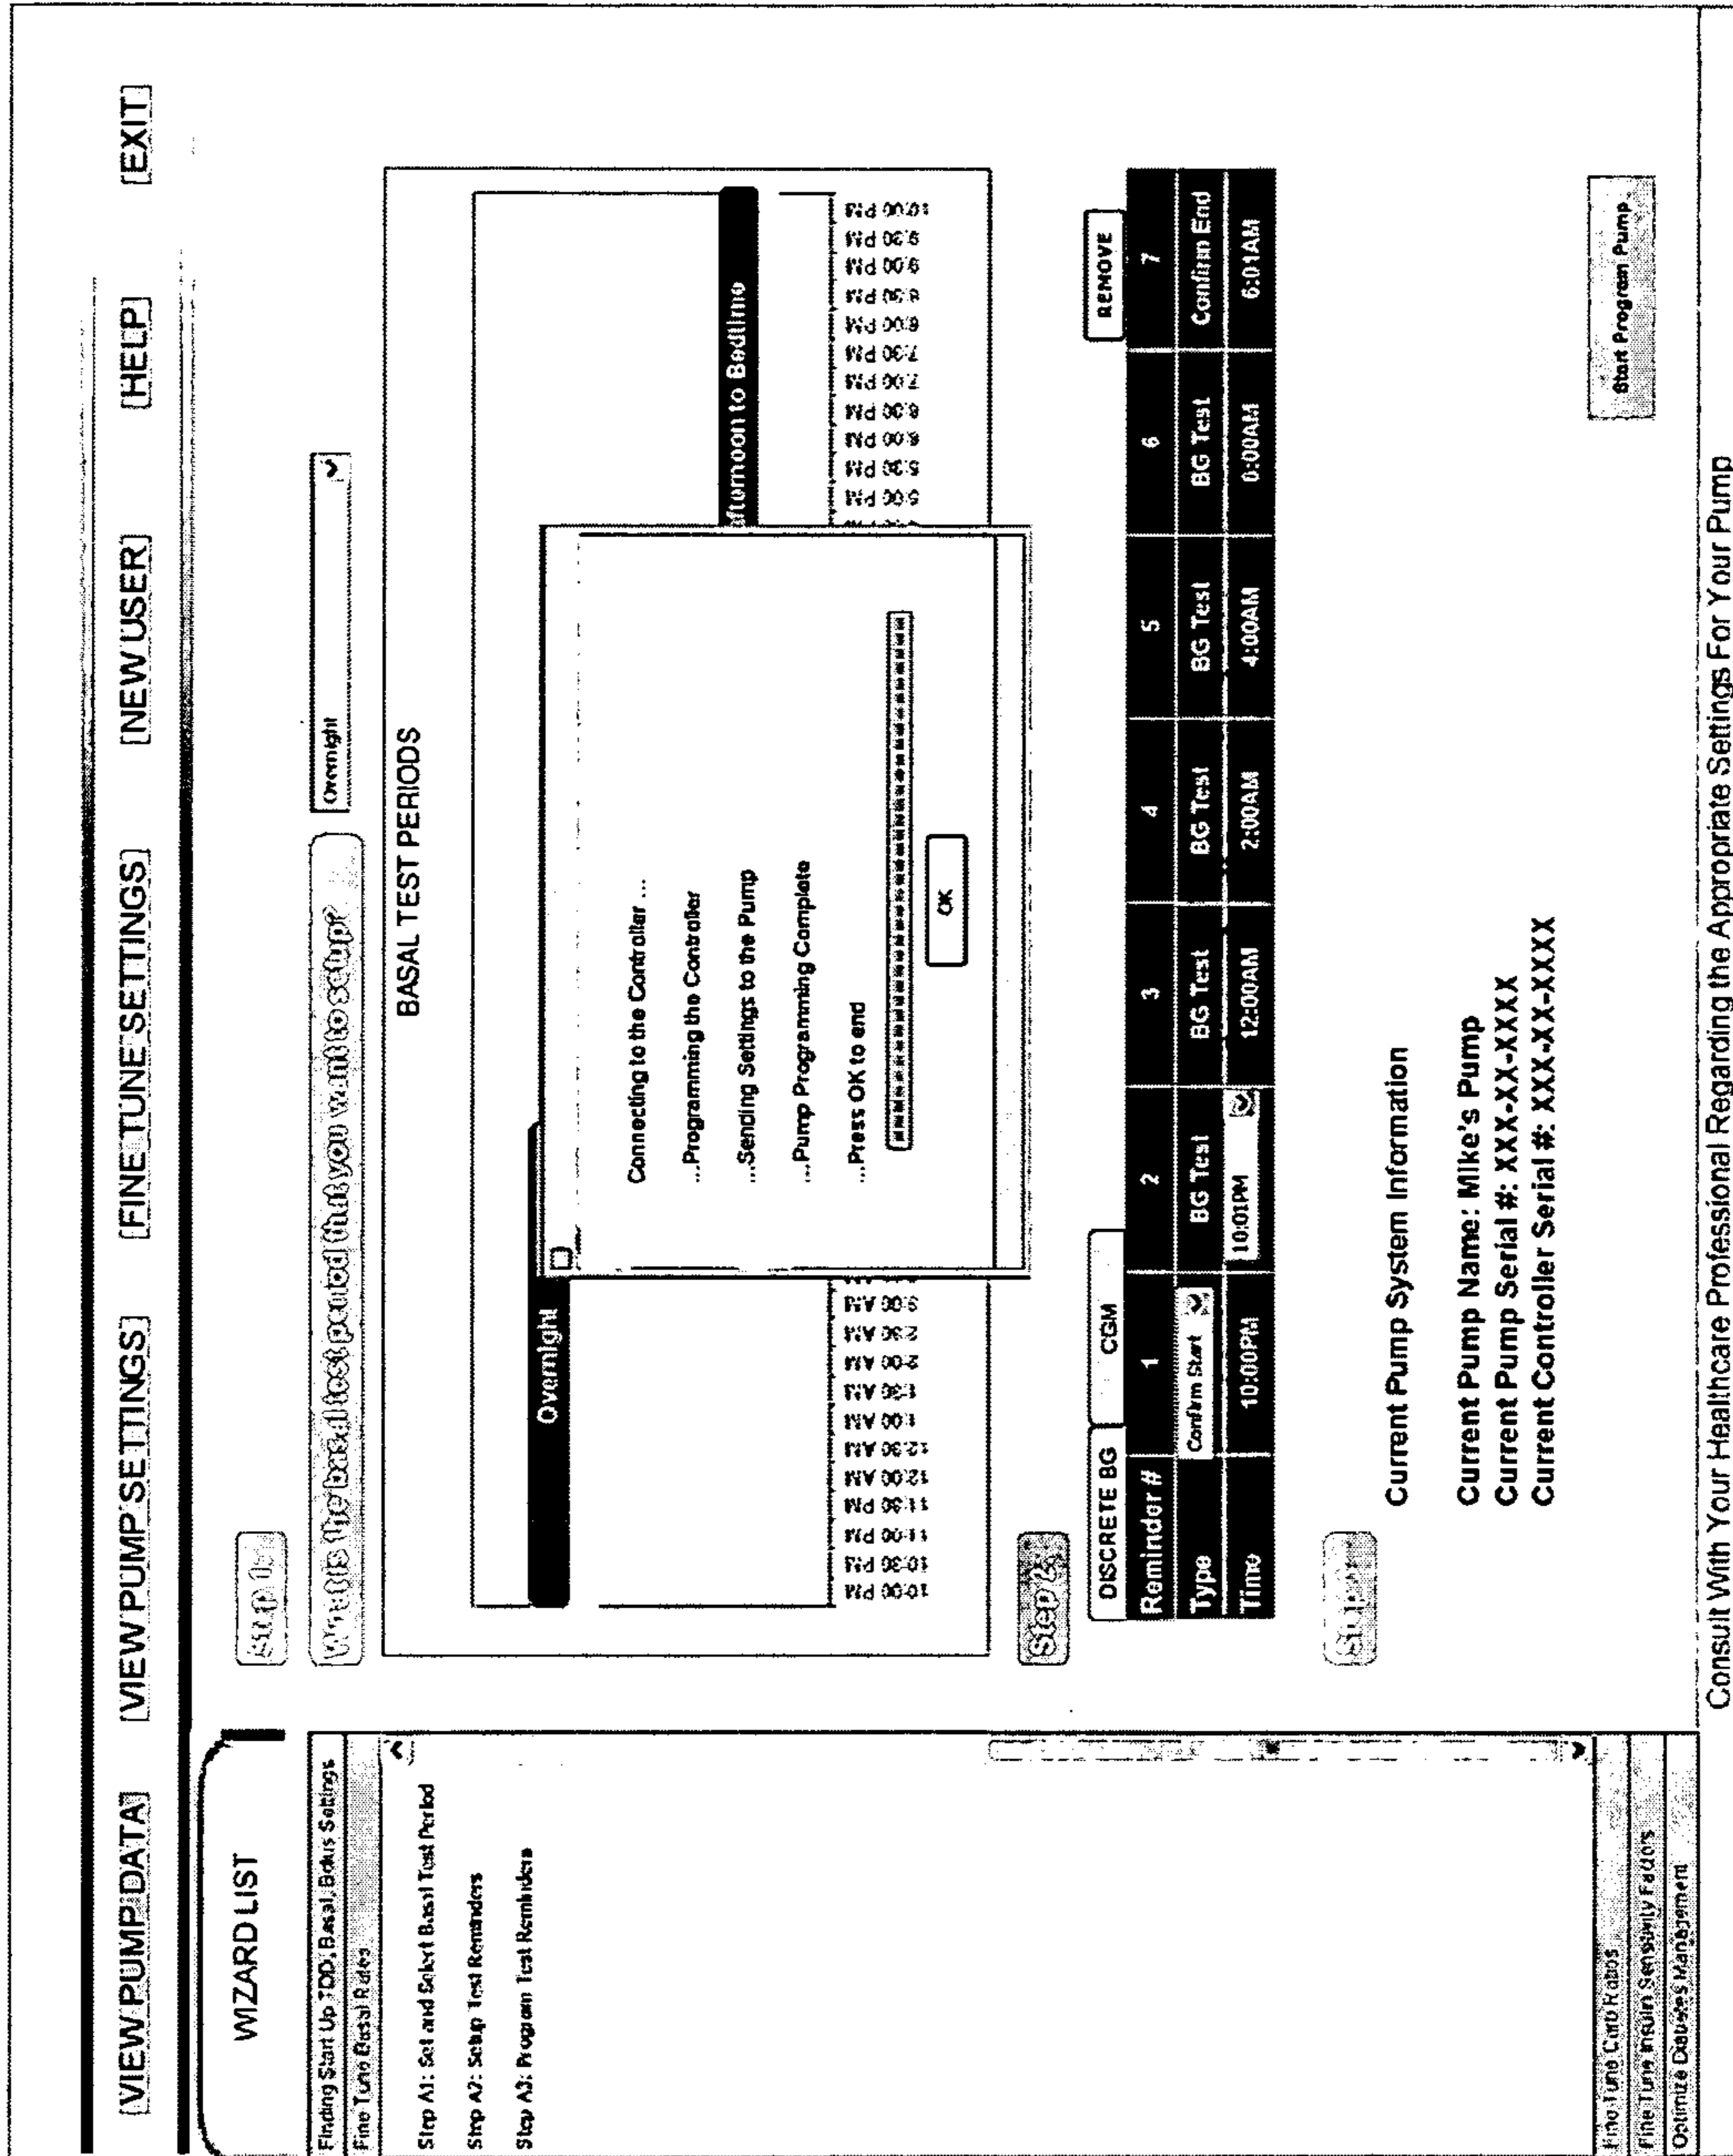 [VIEW PUMP DATA] [VIEW PUMP SETTINGS] [FINE TUNE SETTINGS] [NEW USER] [HELP] [EXIT]
WIZARD LIST
Finding Start Up TDD, Basal, Bolus Settings
Fine Tune Basal Rates
Step A1: Set and Select Basal Test Period
Step A2: Setup Test Reminders
Step A3: Program Test Reminders
Fine Tune Carb Ratios
Fine Tune Insulin Sensitivity Factors
Optimize Diabetes Management
Step 1:
What is the basal test period that you want to setup?
Overnight
BASAL TEST PERIODS
Overnight
afternoon to Bedtime
10:00 PM
10:30 PM
11:00 PM
11:30 PM
12:00 AM
12:30 AM
1:00 AM
1:30 AM
2:00 AM
2:30 AM
3:00 AM
5:00 PM
5:30 PM
6:00 PM
7:00 PM
7:30 PM
8:00 PM
8:30 PM
9:00 PM
9:30 PM
10:00 PM
Connecting to the Controller ...
...Programming the Controller
...Sending Settings to the Pump
...Pump Programming Complete
...Press OK to end
OK
Step 2:
DISCRETE BG CGM REMOVE
Reminder # 1 2 3 4 5 6 7
Type Confirm Start BG Test BG Test BG Test BG Test BG Test Confirm End
Time 10:00PM 10:01PM 12:00AM 2:00AM 4:00AM 6:00AM 6:01AM
Current Pump System Information
Current Pump Name: Mike's Pump
Current Pump Serial #: XXX-XX-XXXX
Current Controller Serial #: XXX-XX-XXXX
Start Program Pump
Consult With Your Healthcare Professional Regarding the Appropriate Settings For Your Pump